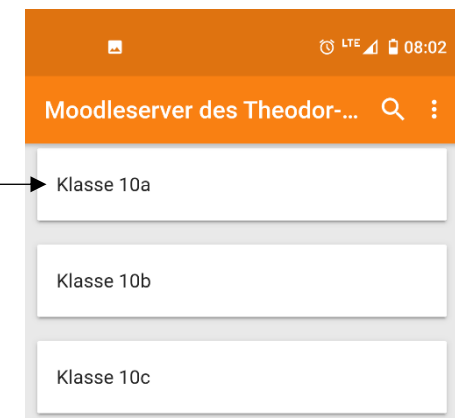 LTE 08:02
Moodleserver des Theodor-...
Klasse 10a
Klasse 10b
Klasse 10c